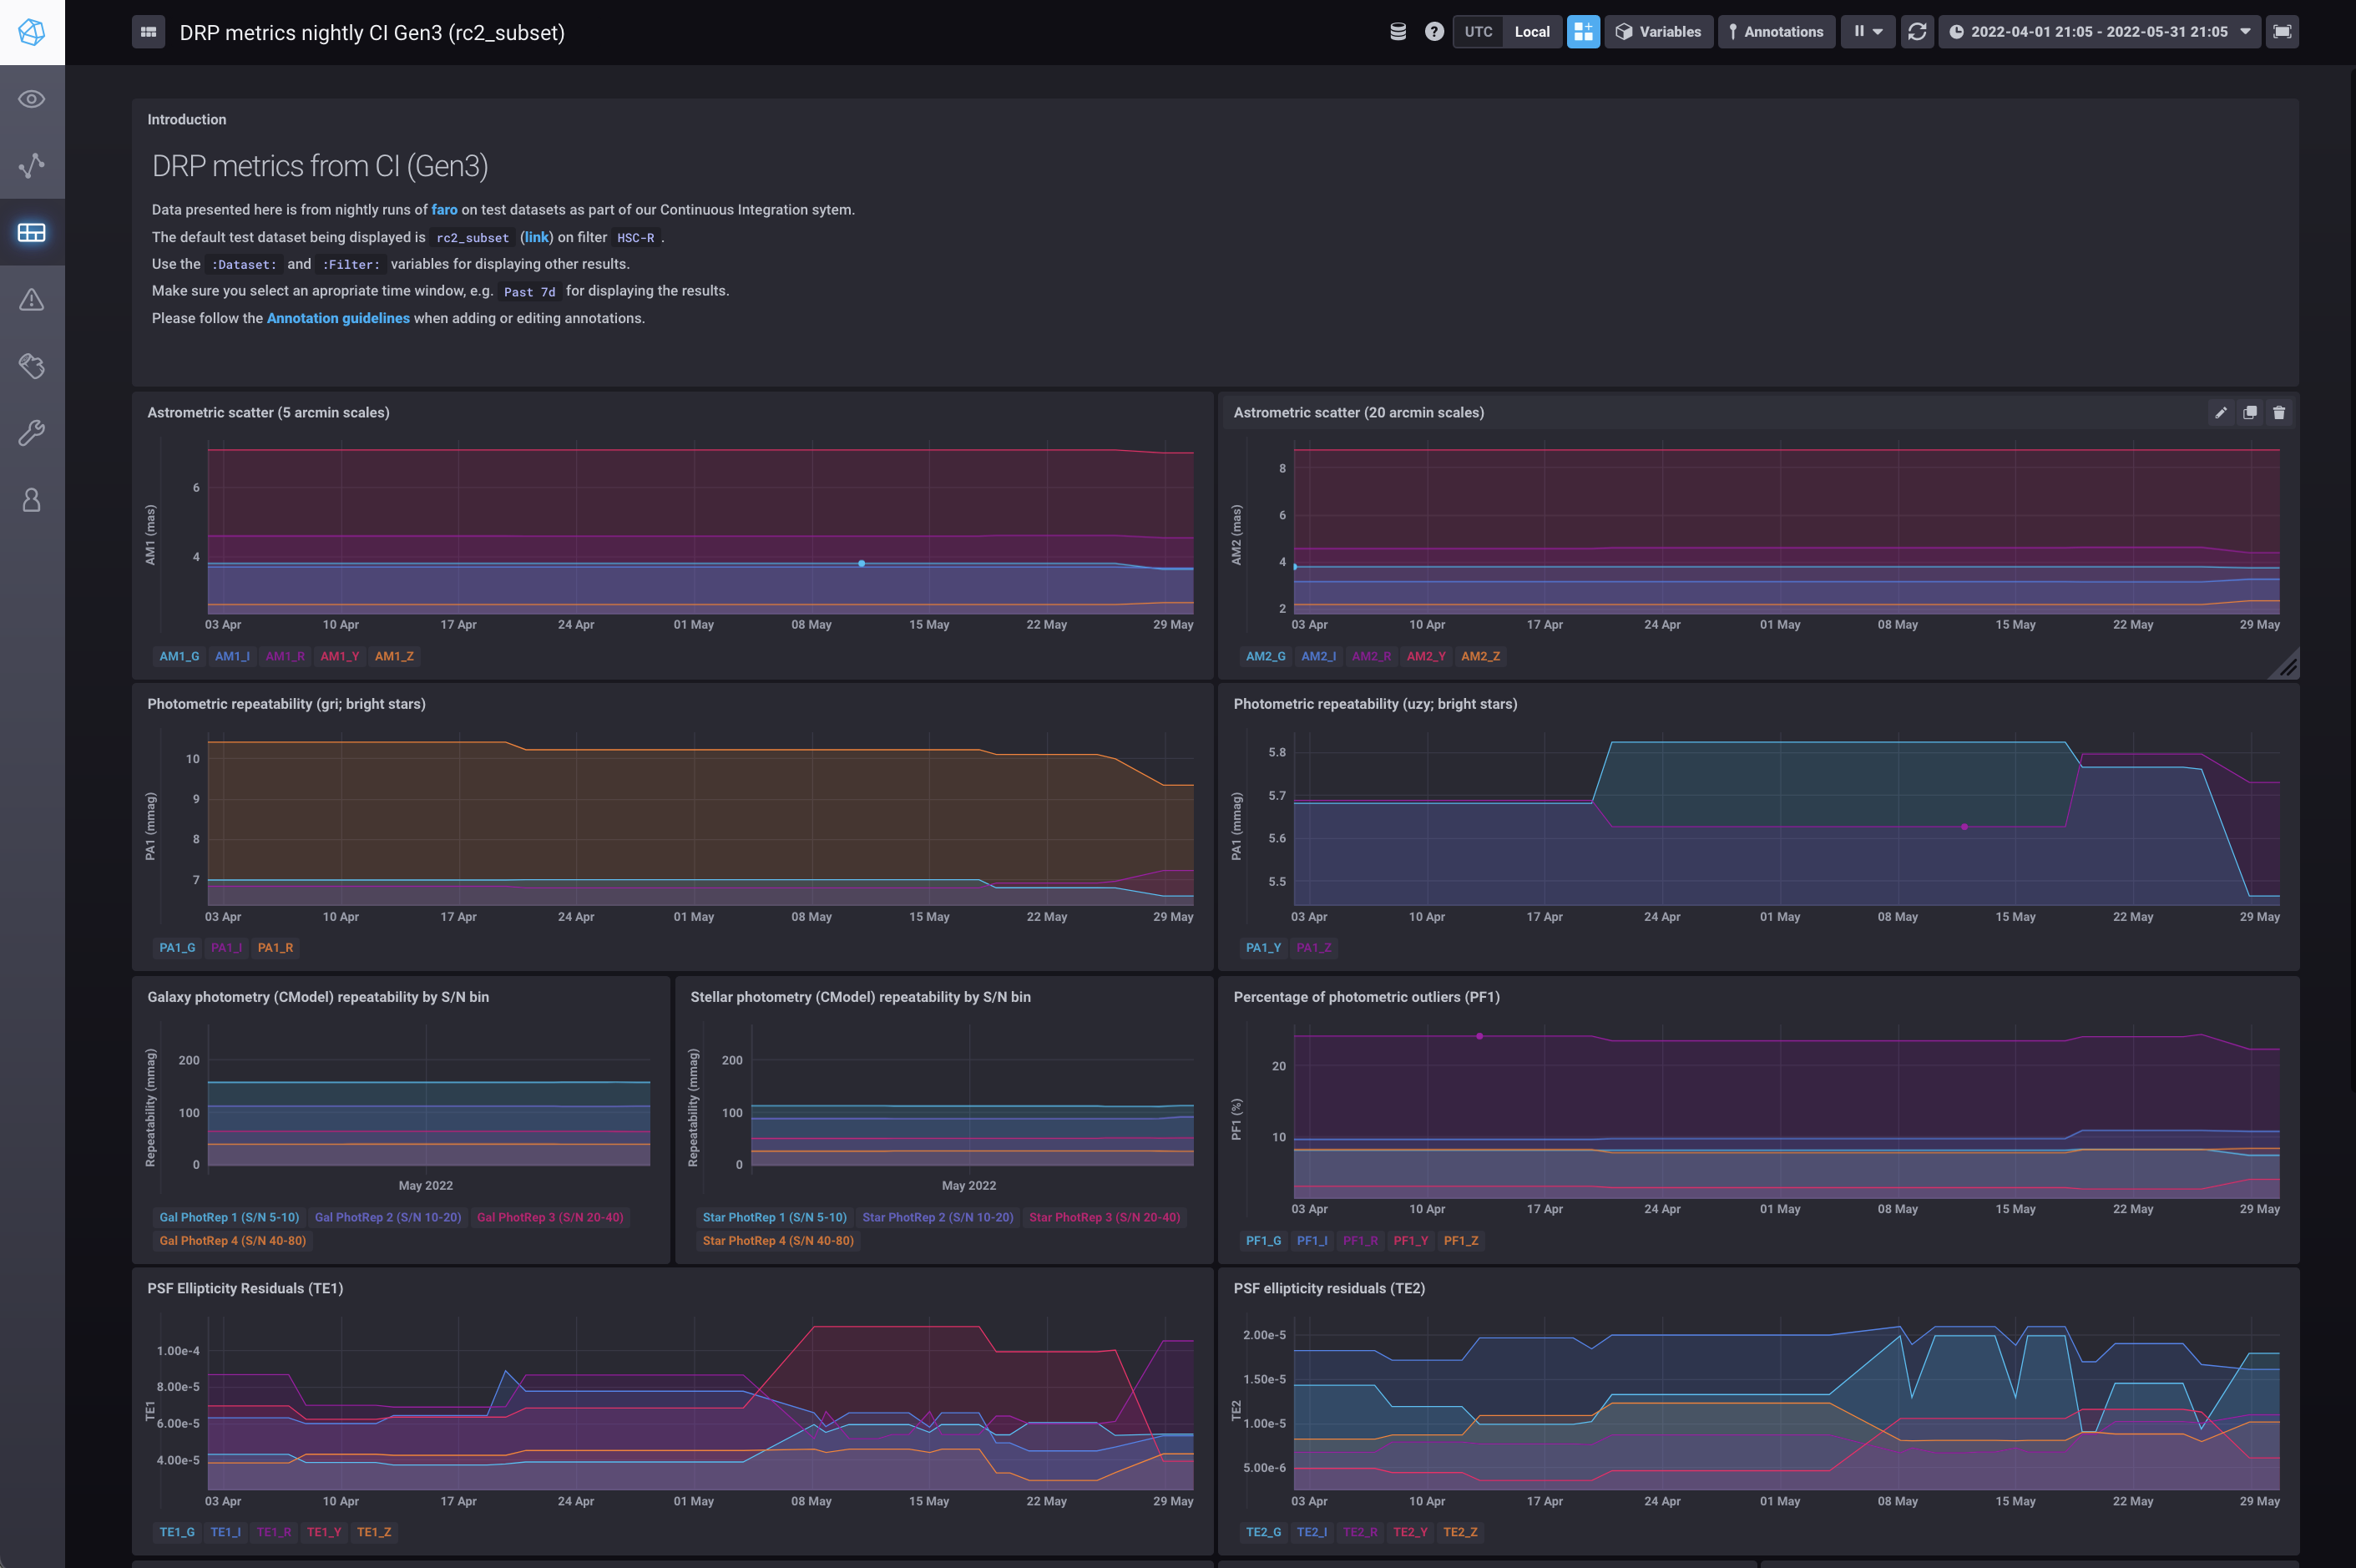 DRP metrics nightly CI Gen3 (rc2_subset)
UTC Local Variables Annotations 2022-04-01 21:05 - 2022-05-31 21:05
Introduction
DRP metrics from CI (Gen3)
Data presented here is from nightly runs of faro on test datasets as part of our Continuous Integration sytem.
The default test dataset being displayed is rc2_subset (link) on filter HSC-R .
Use the :Dataset: and :Filter: variables for displaying other results.
Make sure you select an apropriate time window, e.g. Past 7d for displaying the results.
Please follow the Annotation guidelines when adding or editing annotations.
Astrometric scatter (5 arcmin scales)
AM1 (mas)
6
4
03 Apr 10 Apr 17 Apr 24 Apr 01 May 08 May 15 May 22 May 29 May
AM1_G AM1_I AM1_R AM1_Y AM1_Z
Astrometric scatter (20 arcmin scales)
AM2 (mas)
8
6
4
2
03 Apr 10 Apr 17 Apr 24 Apr 01 May 08 May 15 May 22 May 29 May
AM2_G AM2_I AM2_R AM2_Y AM2_Z
Photometric repeatability (gri; bright stars)
PA1 (mmag)
10
9
8
7
03 Apr 10 Apr 17 Apr 24 Apr 01 May 08 May 15 May 22 May 29 May
PA1_G PA1_I PA1_R
Photometric repeatability (uzy; bright stars)
PA1 (mmag)
5.8
5.7
5.6
5.5
03 Apr 10 Apr 17 Apr 24 Apr 01 May 08 May 15 May 22 May 29 May
PA1_Y PA1_Z
Galaxy photometry (CModel) repeatability by S/N bin
Repeatability (mmag)
200
100
0
May 2022
Gal PhotRep 1 (S/N 5-10) Gal PhotRep 2 (S/N 10-20) Gal PhotRep 3 (S/N 20-40)
Gal PhotRep 4 (S/N 40-80)
Stellar photometry (CModel) repeatability by S/N bin
Repeatability (mmag)
200
100
0
May 2022
Star PhotRep 1 (S/N 5-10) Star PhotRep 2 (S/N 10-20) Star PhotRep 3 (S/N 20-40)
Star PhotRep 4 (S/N 40-80)
Percentage of photometric outliers (PF1)
PF1 (%)
20
10
03 Apr 10 Apr 17 Apr 24 Apr 01 May 08 May 15 May 22 May 29 May
PF1_G PF1_I PF1_R PF1_Y PF1_Z
PSF Ellipticity Residuals (TE1)
TE1
1.00e-4
8.00e-5
6.00e-5
4.00e-5
03 Apr 10 Apr 17 Apr 24 Apr 01 May 08 May 15 May 22 May 29 May
TE1_G TE1_I TE1_R TE1_Y TE1_Z
PSF ellipticity residuals (TE2)
TE2
2.00e-5
1.50e-5
1.00e-5
5.00e-6
03 Apr 10 Apr 17 Apr 24 Apr 01 May 08 May 15 May 22 May 29 May
TE2_G TE2_I TE2_R TE2_Y TE2_Z